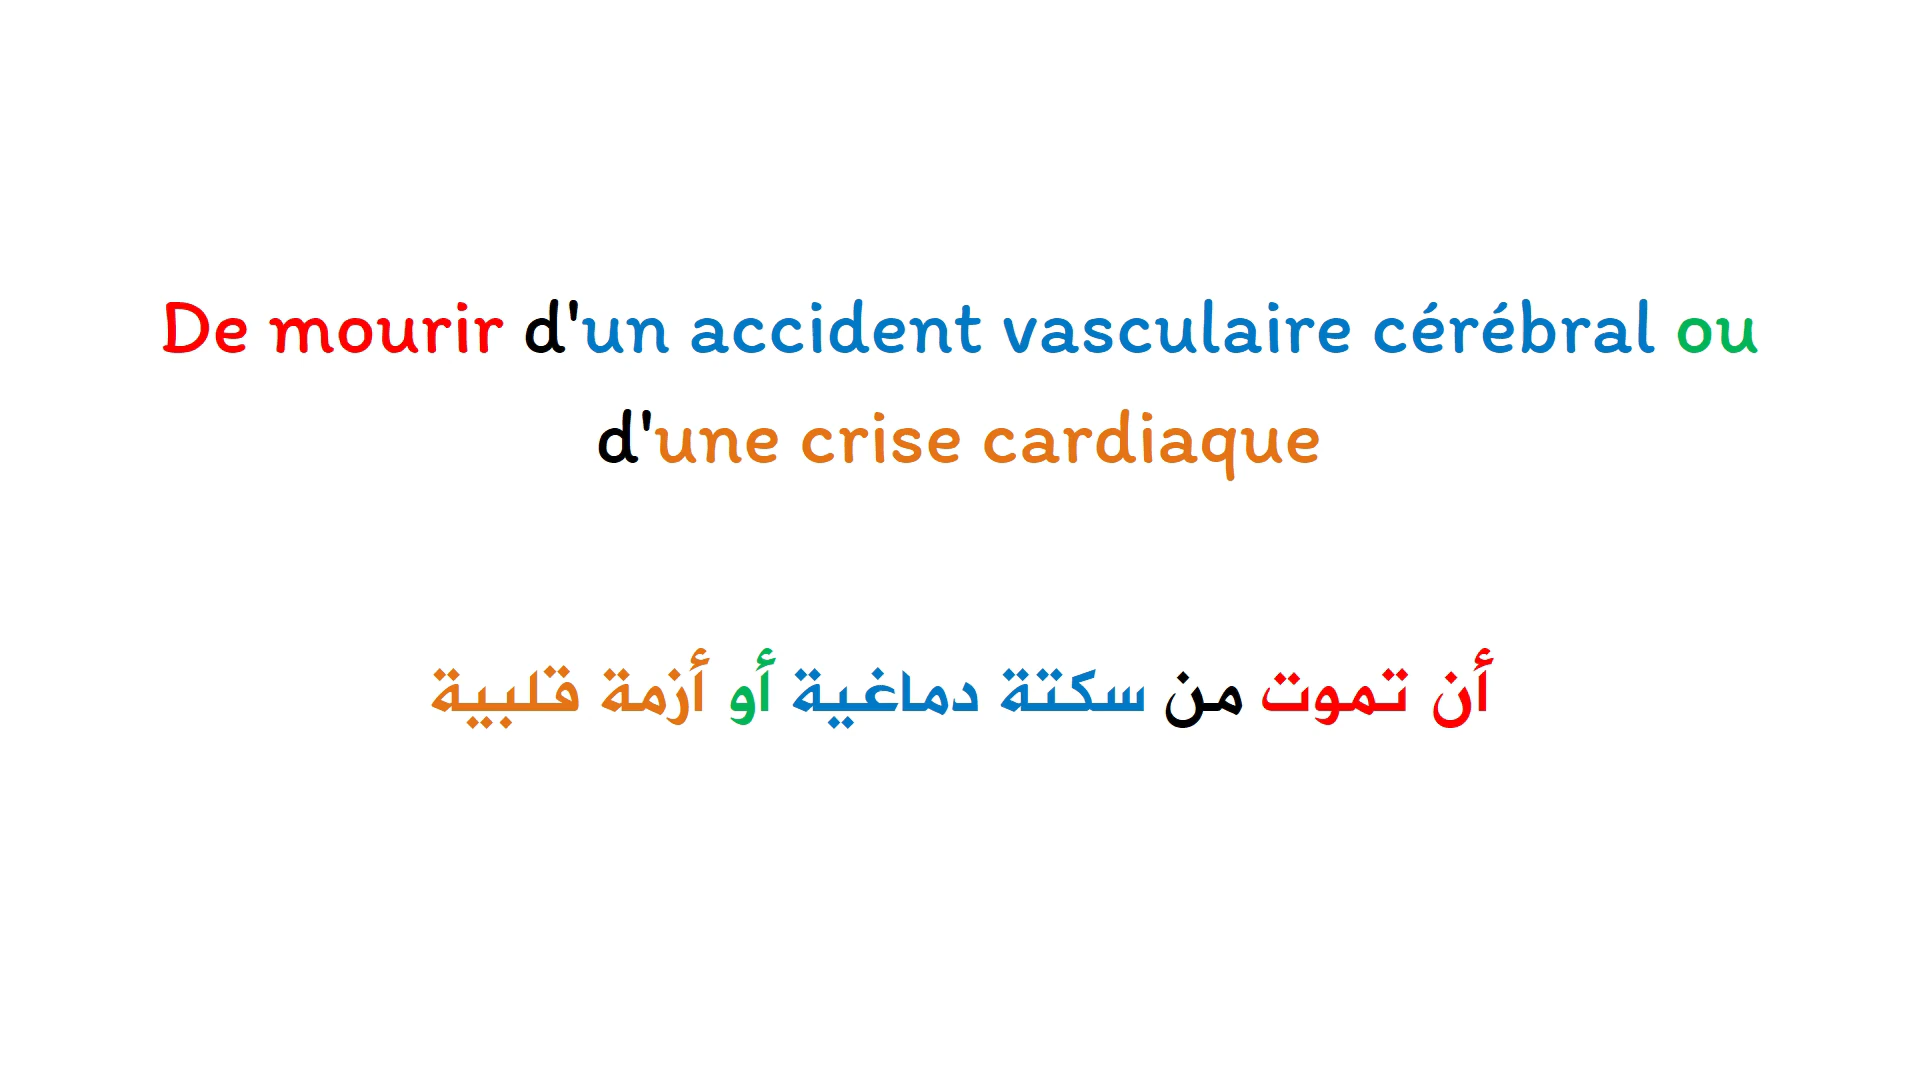 De mourir d'un accident vasculaire cérébral ou
d'une crise cardiaque
أن تموت من سكتة دماغية أو أزمة قلبية